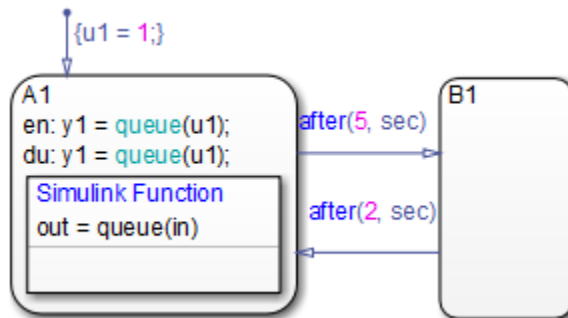 {u1 = 1;}
A1
en: y1 = queue(u1);
du: y1 = queue(u1);
Simulink Function
out = queue(in)
after(5, sec)
after(2, sec)
B1